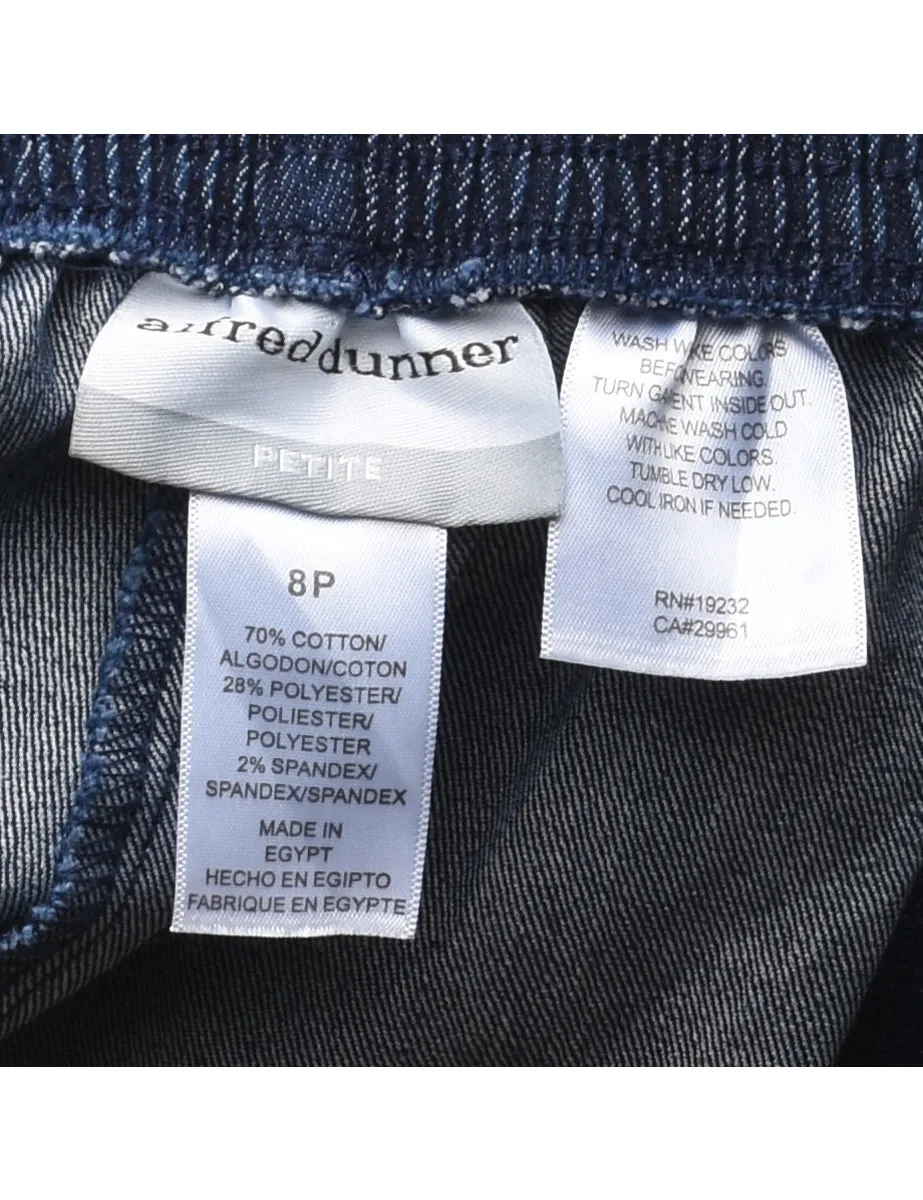 alfreddunner
PETITE
8P
70% COTTON/
ALGODON/COTON
28% POLYESTER/
POLIESTER/
POLYESTER
2% SPANDEX/
SPANDEX/SPANDEX
MADE IN
EGYPT
HECHO EN EGIPTO
FABRIQUE EN EGYPTE
WASH COLORS
TURN INSIDE OUT.
MACHINE WASH COLD
WITH LIKE COLORS.
TUMBLE DRY LOW.
COOL IRON IF NEEDED.
RN#19232
CA#29961